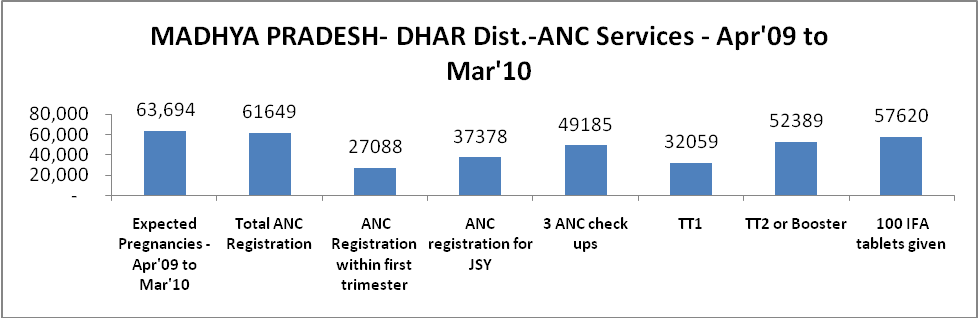 MADHYA PRADESH- DHAR Dist.-ANC Services - Apr'09 to
Mar'10
80,000
60,000
40,000
20,000
-
63,694
61649
27088
37378
49185
32059
52389
57620
Expected
Pregnancies -
Apr'09 to
Mar'10
Total ANC
Registration
ANC
Registration
within first
trimester
ANC
registration for
JSY
3 ANC check
ups
TT1
TT2 or Booster
100 IFA
tablets given